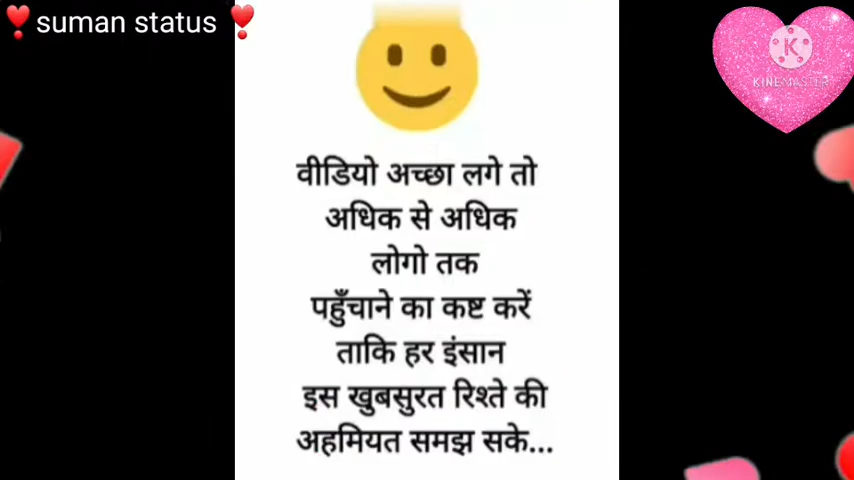 ❣suman status ❣
KINEMASTER
वीडियो अच्छा लगे तो
अधिक से अधिक
लोगो तक
पहुँचाने का कष्ट करें
ताकि हर इंसान
इस खुबसुरत रिश्ते की
अहमियत समझ सके...